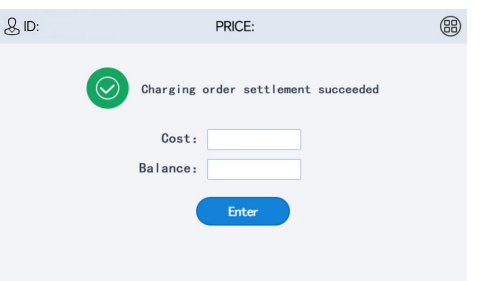 ID:
PRICE:
Charging order settlement succeeded
Cost:
Balance:
Enter